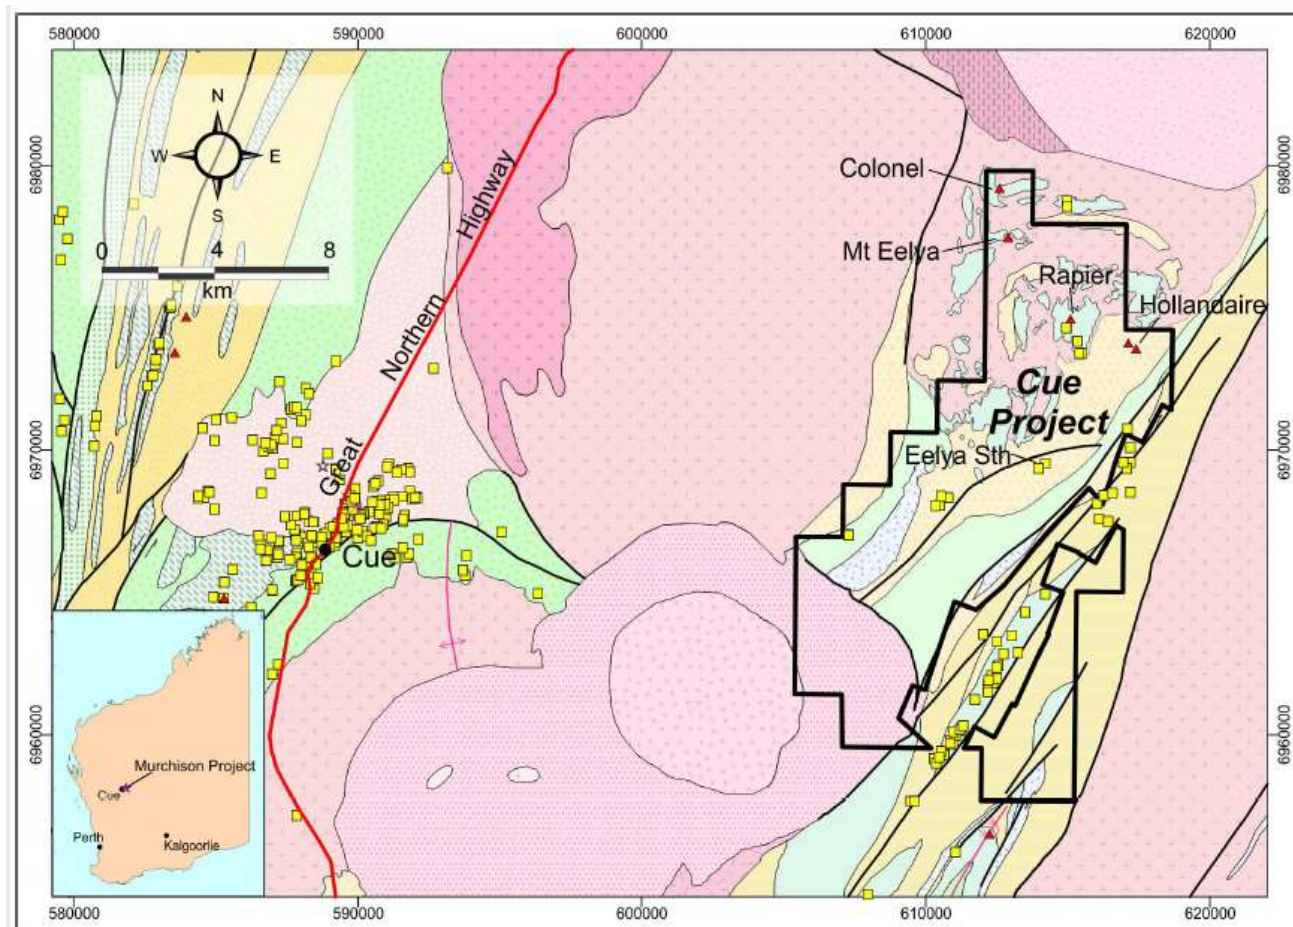 580000 590000 600000 610000 620000
6980000
6970000
6960000
N
W E
S
0 4 8
km
Great Northern Highway
Cue
Colonel
Mt Eelya
Rapier
Hollandaire
Cue
Project
Eelya Sth
6980000
6970000
6960000
Murchison Project
Cue
Perth
Kalgoorlie
580000 590000 600000 610000 620000